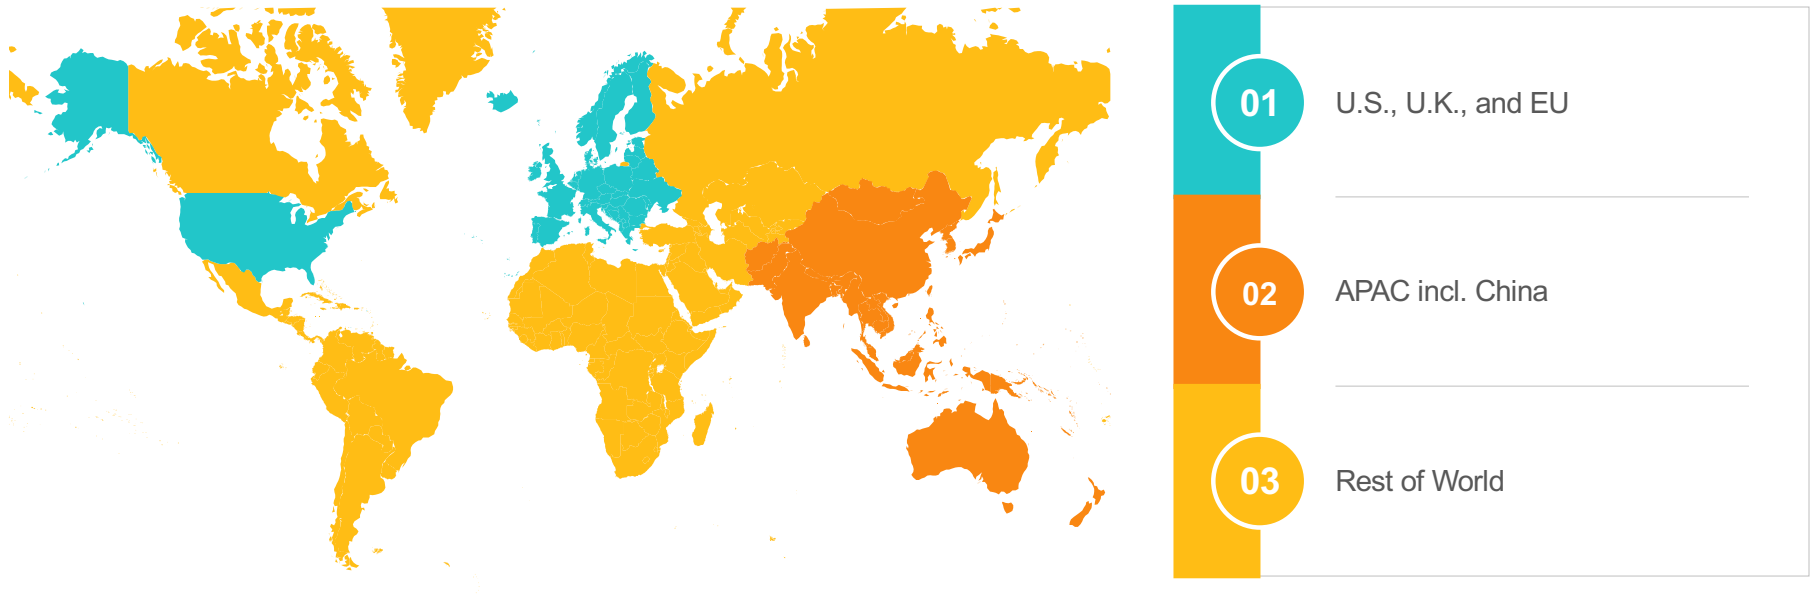 01
U.S., U.K., and EU
02
APAC incl. China
03
Rest of World